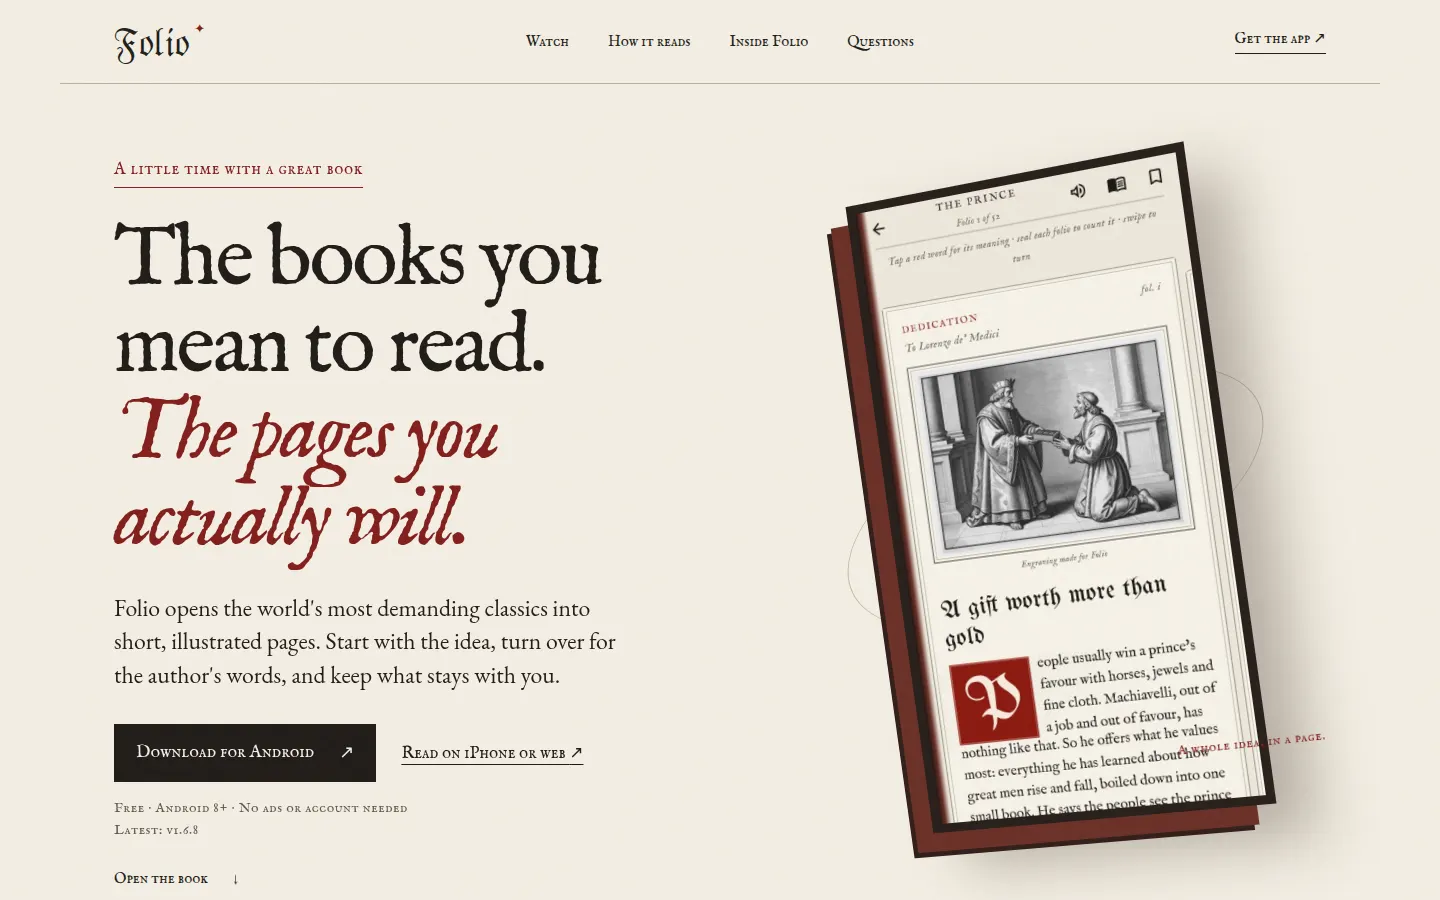 Folio
Watch
How it reads
Inside Folio
Questions
Get the app ↗
A little time with a great book
The books you
mean to read.
The pages you
actually will.
Folio opens the world's most demanding classics into
short, illustrated pages. Start with the idea, turn over for
the author's words, and keep what stays with you.
Download for Android ↗
Read on iPhone or web ↗
Free · Android 8+ · No ads or account needed
Latest: v1.6.8
Open the book ↓
THE PRINCE
Folio 1 of 52
Tap a red word for its meaning · seal each folio to count it · swipe to
turn
fol. i
DEDICATION
To Lorenzo de' Medici
Engraving made for Folio
A gift worth more than
gold
People usually win a prince's
favour with horses, jewels and
fine cloth. Machiavelli, out of
a job and out of favour, has
nothing like that. So he offers what he values
most: everything he has learned about how
great men rise and fall, boiled down into one
small book. He says the people see the prince
A whole idea, in a page.